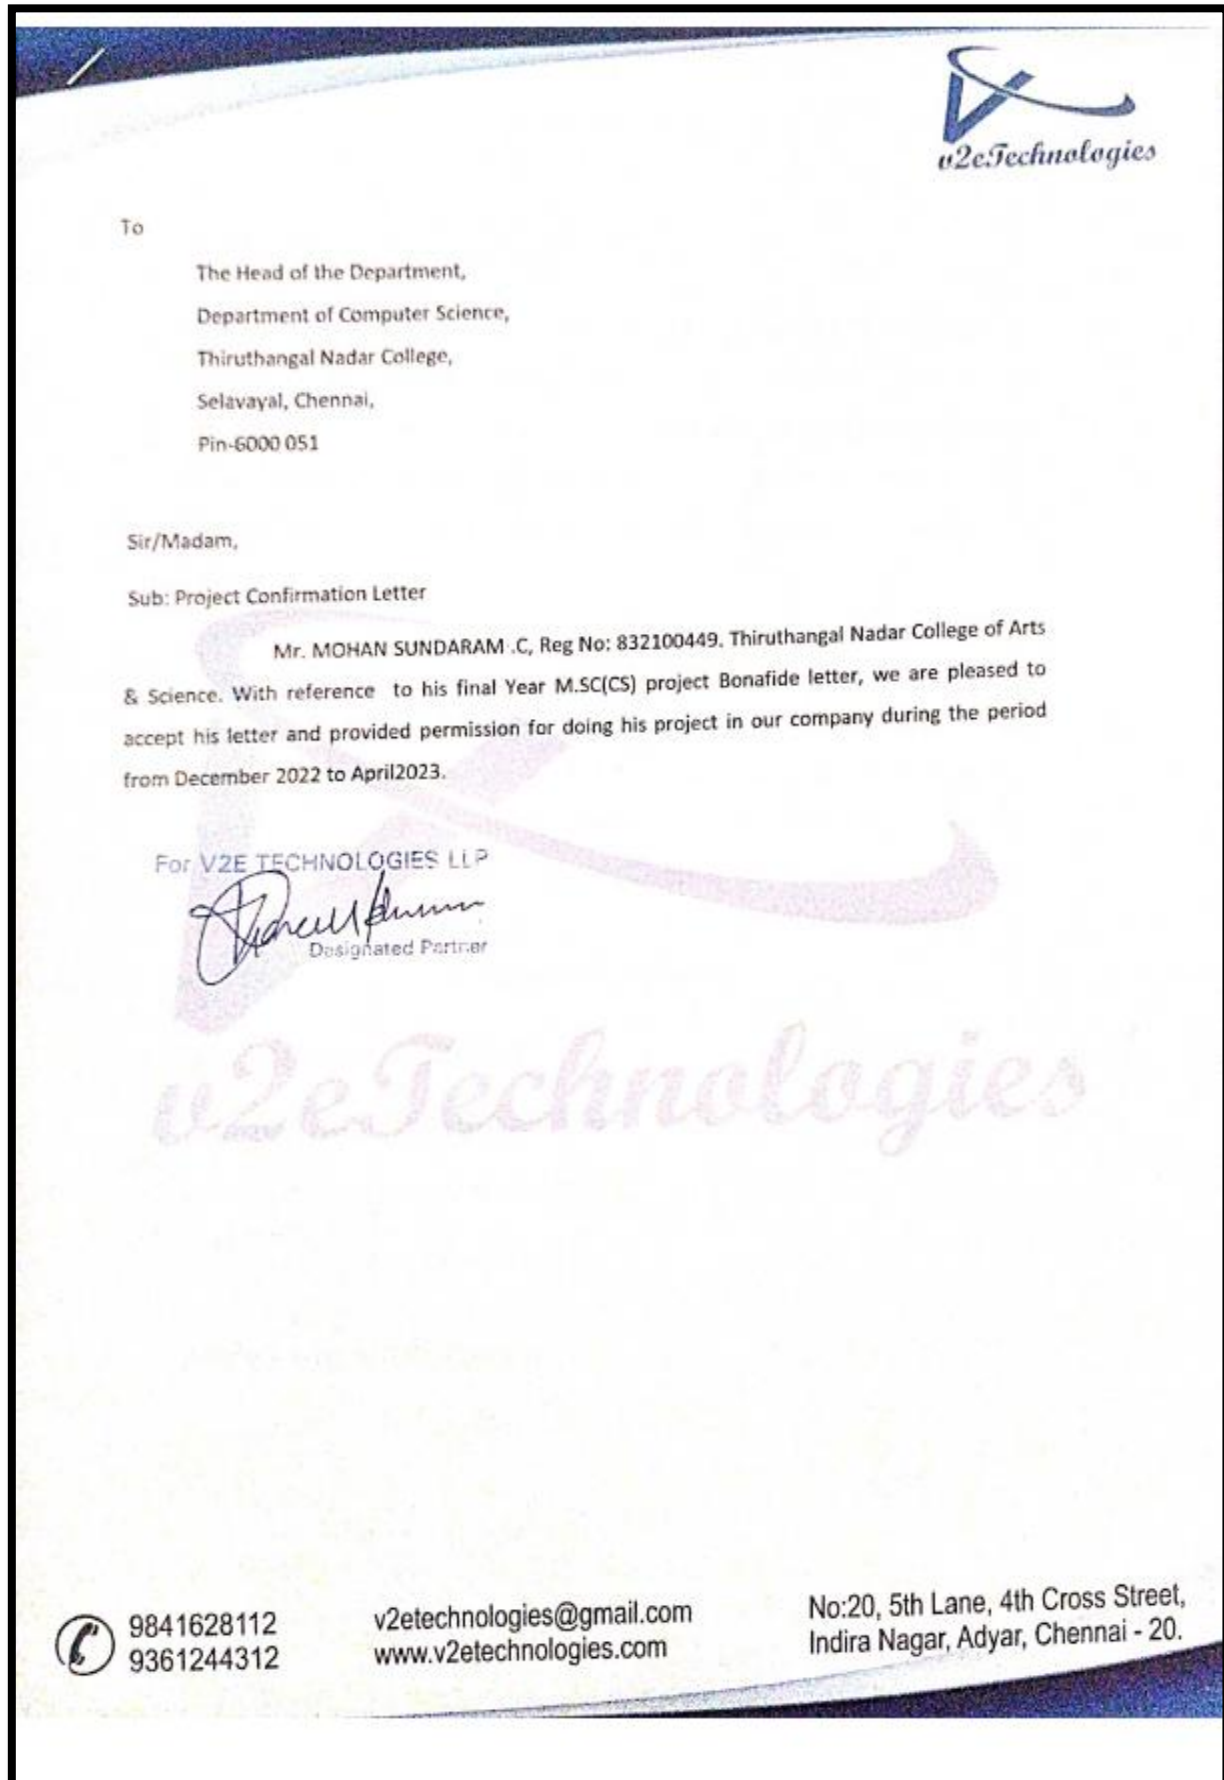 v2eTechnologies
To
The Head of the Department,
Department of Computer Science,
Thiruthangal Nadar College,
Selavayal, Chennai,
Pin-6000 051
Sir/Madam,
Sub: Project Confirmation Letter
Mr. MOHAN SUNDARAM .C, Reg No: 832100449. Thiruthangal Nadar College of Arts
& Science. With reference to his final Year M.SC(CS) project Bonafide letter, we are pleased to
accept his letter and provided permission for doing his project in our company during the period
from December 2022 to April2023.
For V2E TECHNOLOGIES LLP
Designated Partner
v2eTechnologies
9841628112
9361244312
v2etechnologies@gmail.com
www.v2etechnologies.com
No:20, 5th Lane, 4th Cross Street,
Indira Nagar, Adyar, Chennai - 20.